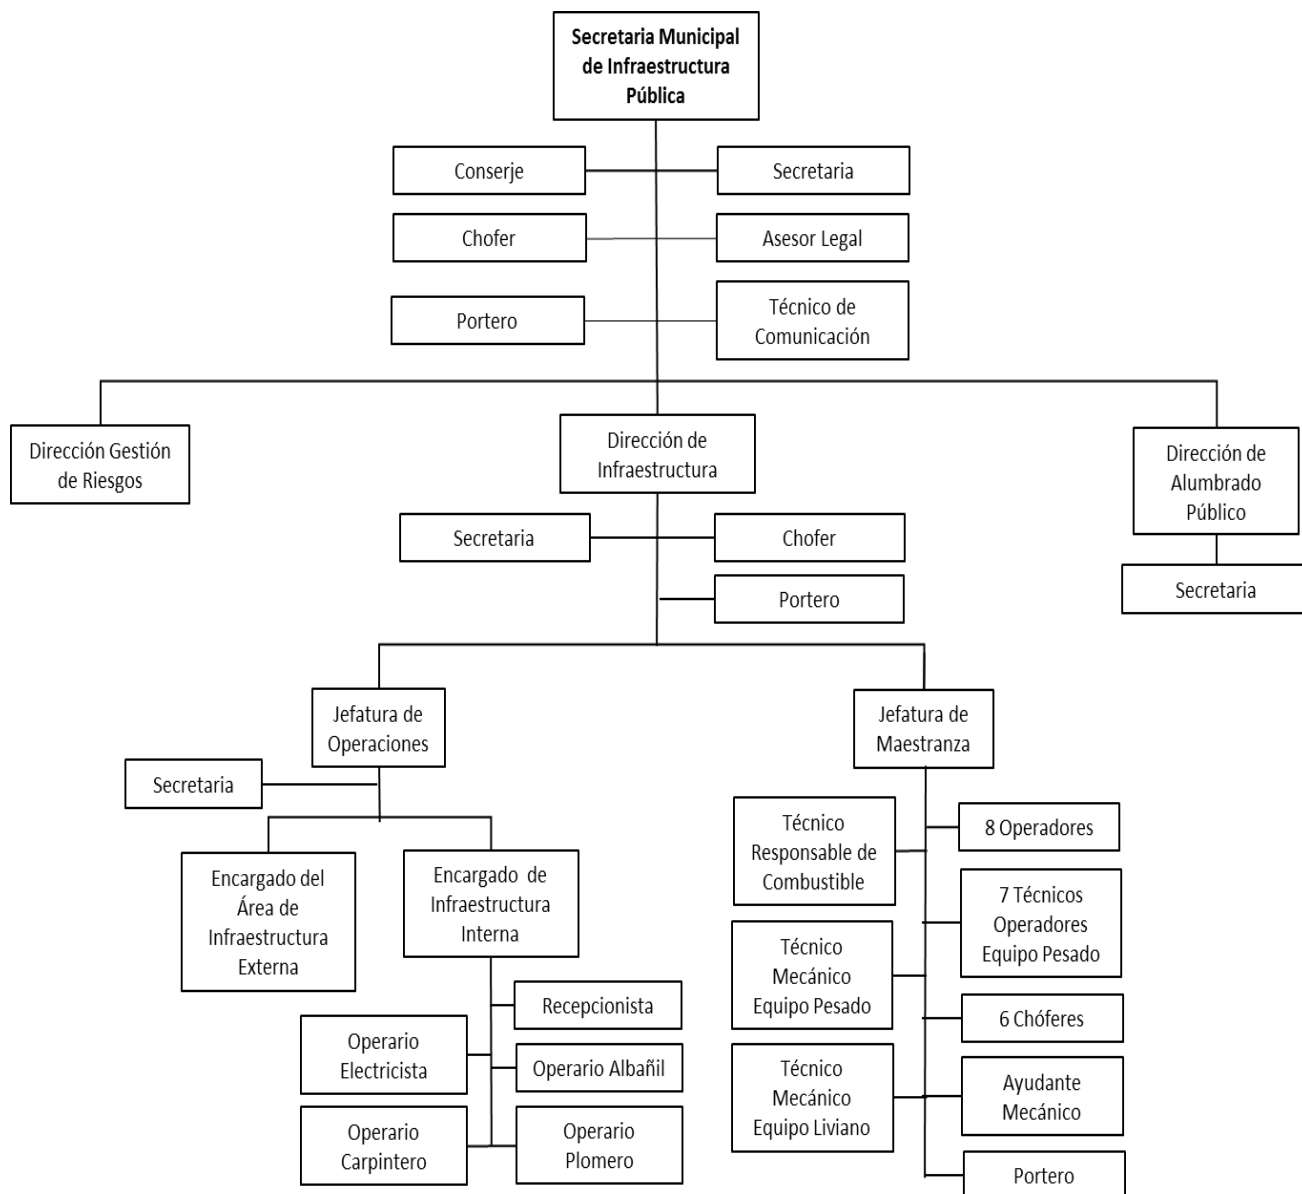 Secretaria Municipal
de Infraestructura
Pública
Conserje
Secretaria
Chofer
Asesor Legal
Portero
Técnico de
Comunicación
Dirección Gestión
de Riesgos
Dirección de
Infraestructura
Dirección de
Alumbrado
Público
Secretaria
Chofer
Portero
Secretaria
Jefatura de
Operaciones
Jefatura de
Maestranza
Secretaria
Encargado del
Área de
Infraestructura
Externa
Encargado de
Infraestructura
Interna
Recepcionista
Operario
Electricista
Operario Albañil
Operario
Carpintero
Operario
Plomero
Técnico
Responsable de
Combustible
8 Operadores
7 Técnicos
Operadores
Equipo Pesado
Técnico
Mecánico
Equipo Pesado
6 Chóferes
Técnico
Mecánico
Equipo Liviano
Ayudante
Mecánico
Portero